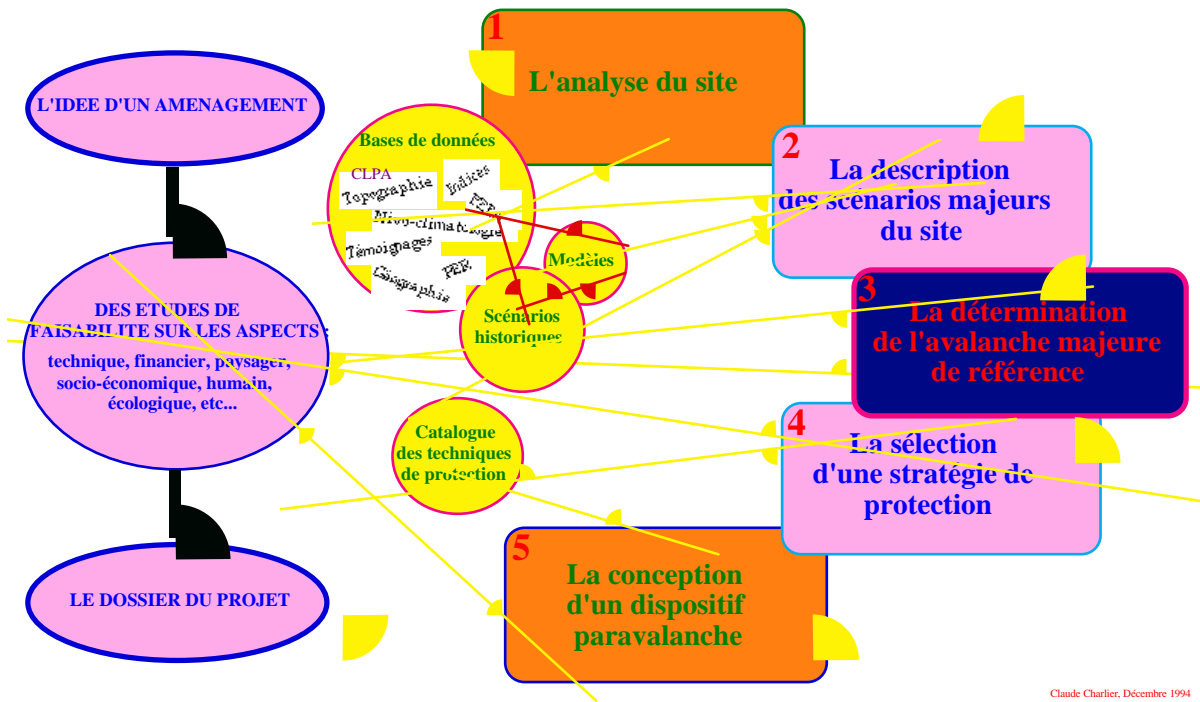 L'IDEE D'UN AMENAGEMENT
DES ETUDES DE
FAISABILITE SUR LES ASPECTS :
technique, financier, paysager,
socio-économique, humain,
écologique, etc...
LE DOSSIER DU PROJET
Bases de données
CLPA
Topographie
Indices
PZP
Nivo-climatologie
Témoignages
PER
Géographie
Modèles
Scénarios
historiques
Catalogue
des techniques
de protection
1
L'analyse du site
2
La description
des scénarios majeurs
du site
3
La détermination
de l'avalanche majeure
de référence
4
La sélection
d'une stratégie de
protection
5
La conception
d'un dispositif
paravalanche
Claude Charlier, Décembre 1994